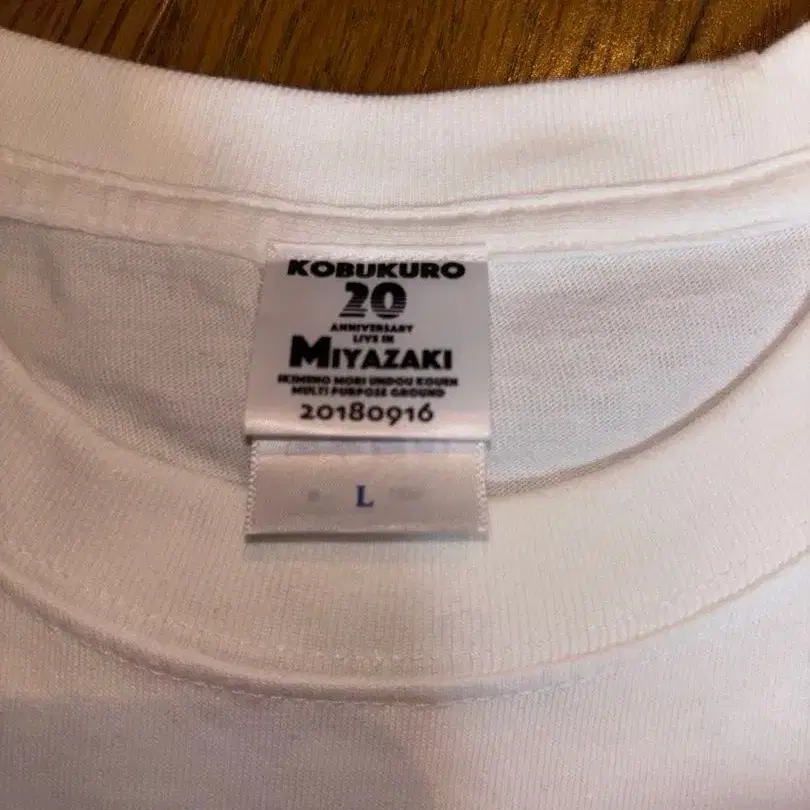 KOBUKURO
20
ANNIVERSARY
LIVE IN
MIYAZAKI
IKIMENO MORI UNDOU KOUEN
MULTI PURPOSE GROUND
20180916
L